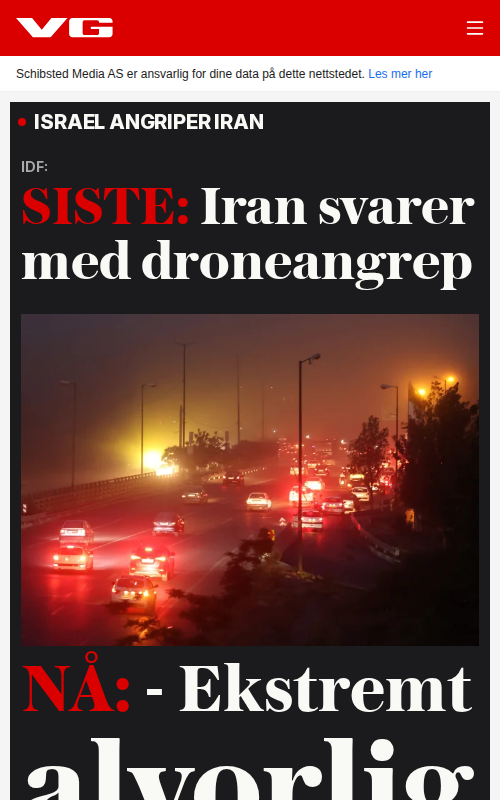 VG
Schibsted Media AS er ansvarlig for dine data på dette nettstedet. Les mer her
ISRAEL ANGRIPER IRAN
IDF:
SISTE: Iran svarer
med droneangrep
NÅ: - Ekstremt
alvorlig